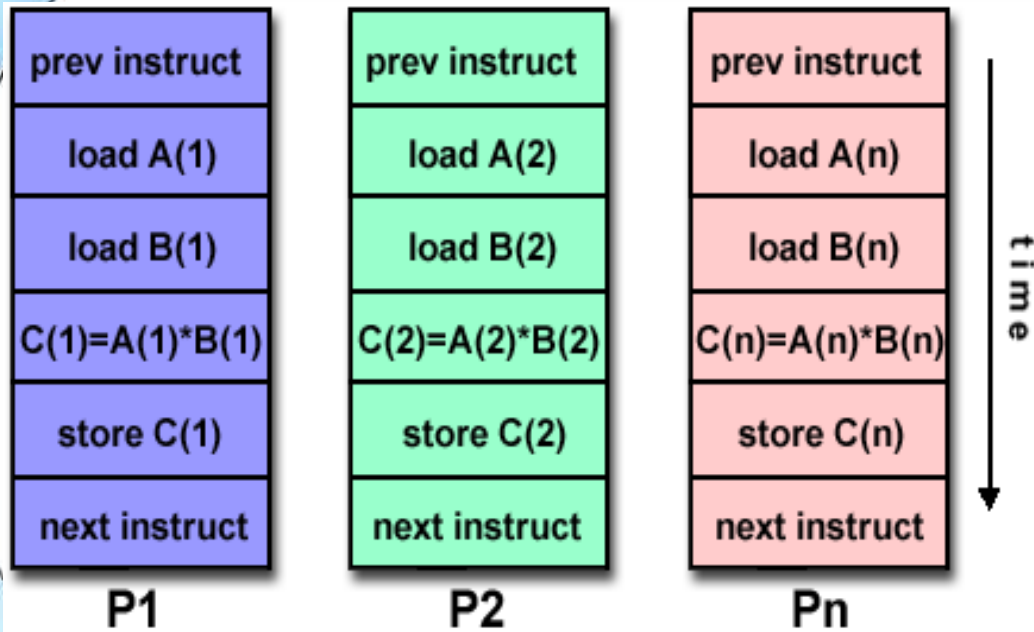 prev instruct
load A(1)
load B(1)
C(1)=A(1)*B(1)
store C(1)
next instruct
P1
prev instruct
load A(2)
load B(2)
C(2)=A(2)*B(2)
store C(2)
next instruct
P2
prev instruct
load A(n)
load B(n)
C(n)=A(n)*B(n)
store C(n)
next instruct
Pn
time